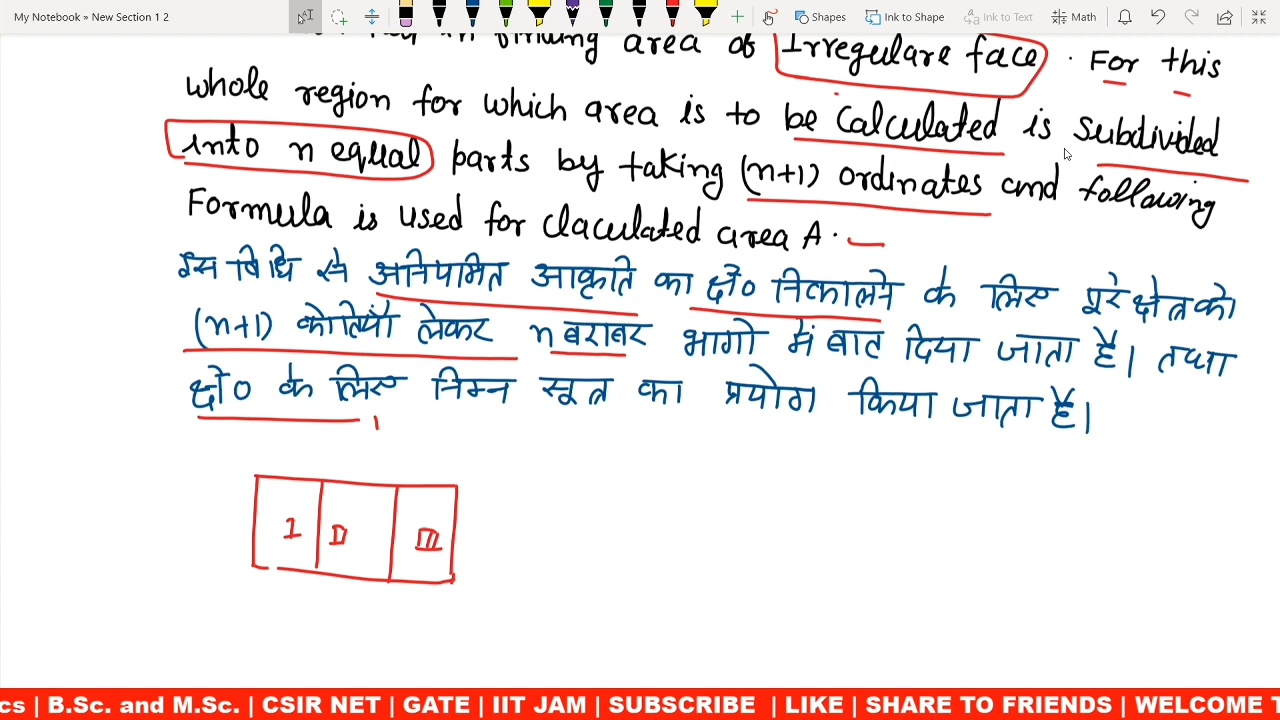 My Notebook » New Section 1 2
Shapes
Ink to Shape
Ink to Text
Math
in finding area of Irregulare face. For this
whole region for which area is to be Calculated is subdivided
into n equal parts by taking (n+1) ordinates and following
Formula is used for claculated area A.
इस विधि से अनियमित आकृति का क्षे० निकालने के लिए पूरे क्षेत्र को
(n+1) कोटियों लेकर n बराबर भागो में बाट दिया जाता है। तथा
क्षे० के लिए निम्न सूत्र का प्रयोग किया जाता है।
I II III
cs | B.Sc. and M.Sc. | CSIR NET | GATE | IIT JAM | SUBSCRIBE | LIKE | SHARE TO FRIENDS | WELCOME